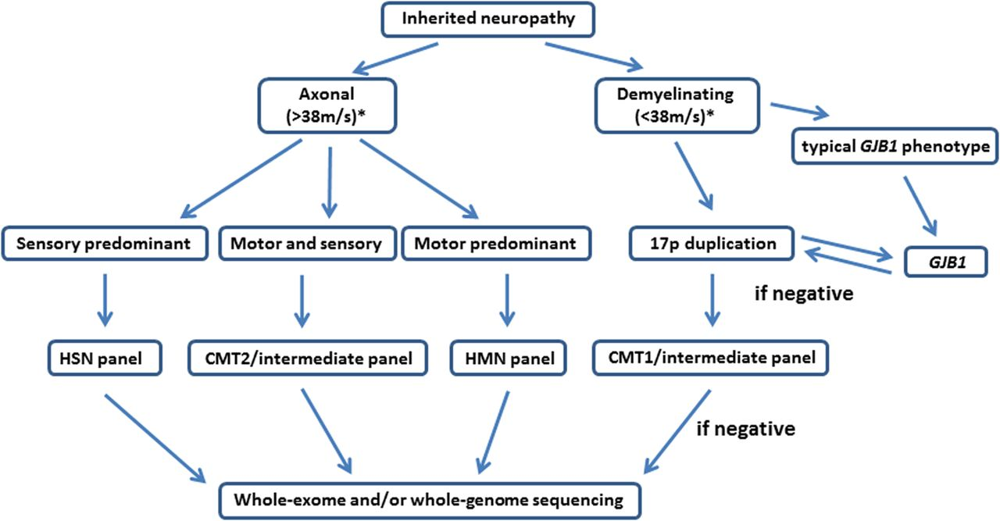 Inherited neuropathy
Axonal
(>38m/s)*
Demyelinating
(<38m/s)*
typical GJB1 phenotype
Sensory predominant
Motor and sensory
Motor predominant
17p duplication
GJB1
if negative
HSN panel
CMT2/intermediate panel
HMN panel
CMT1/intermediate panel
if negative
Whole-exome and/or whole-genome sequencing